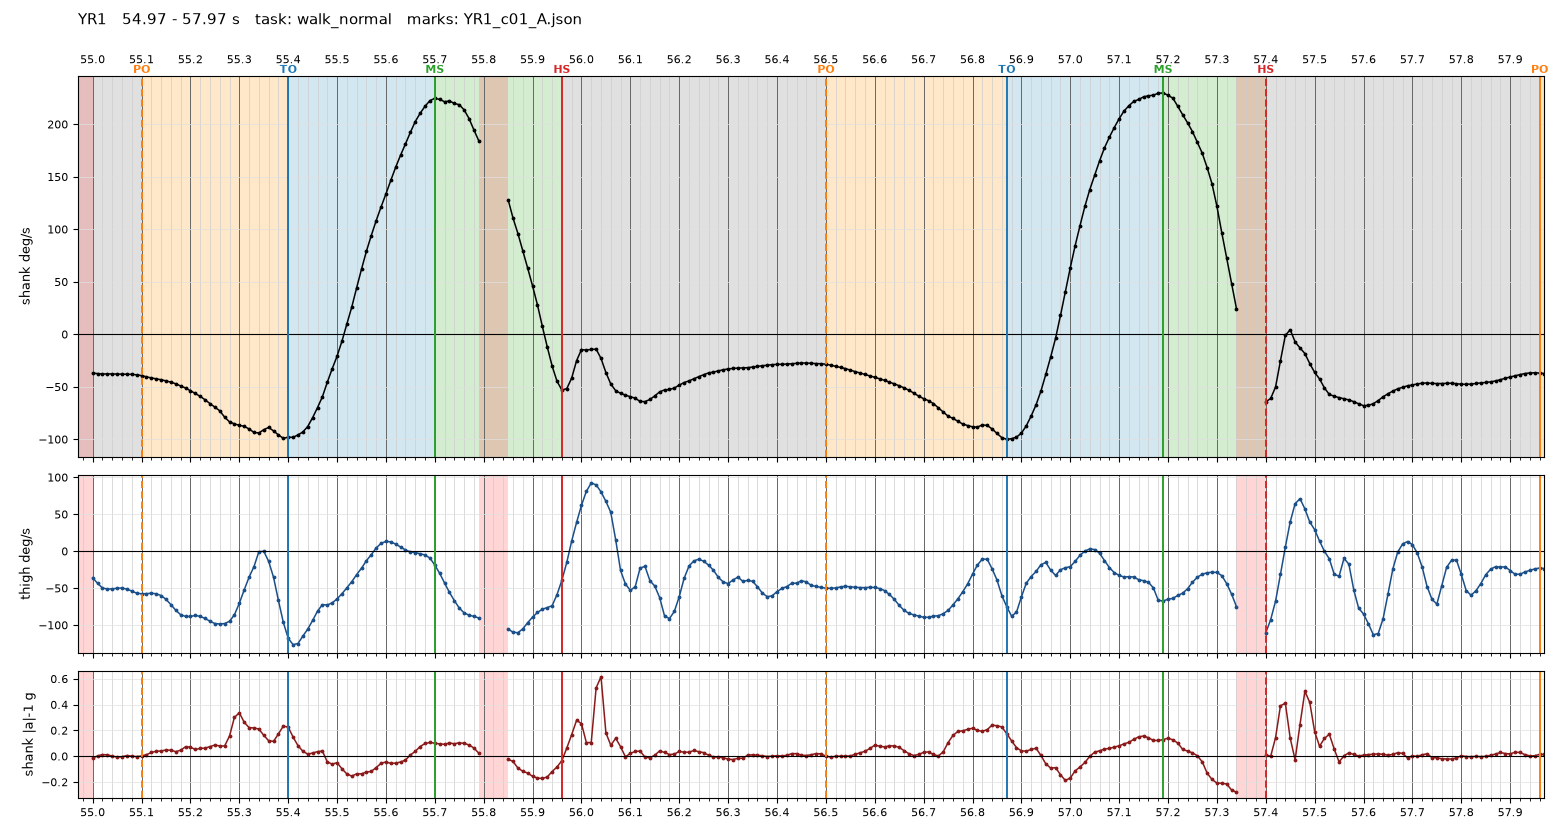 YR1   54.97 - 57.97 s   task: walk_normal   marks: YR1_c01_A.json
55.0 55.1 55.2 55.3 55.4 55.5 55.6 55.7 55.8 55.9 56.0 56.1 56.2 56.3 56.4 56.5 56.6 56.7 56.8 56.9 57.0 57.1 57.2 57.3 57.4 57.5 57.6 57.7 57.8 57.9
PO TO MS HS PO TO MS HS PO
shank deg/s
200
150
100
50
0
−50
−100
thigh deg/s
100
50
0
−50
−100
shank |a|-1 g
0.6
0.4
0.2
0.0
−0.2
55.0 55.1 55.2 55.3 55.4 55.5 55.6 55.7 55.8 55.9 56.0 56.1 56.2 56.3 56.4 56.5 56.6 56.7 56.8 56.9 57.0 57.1 57.2 57.3 57.4 57.5 57.6 57.7 57.8 57.9